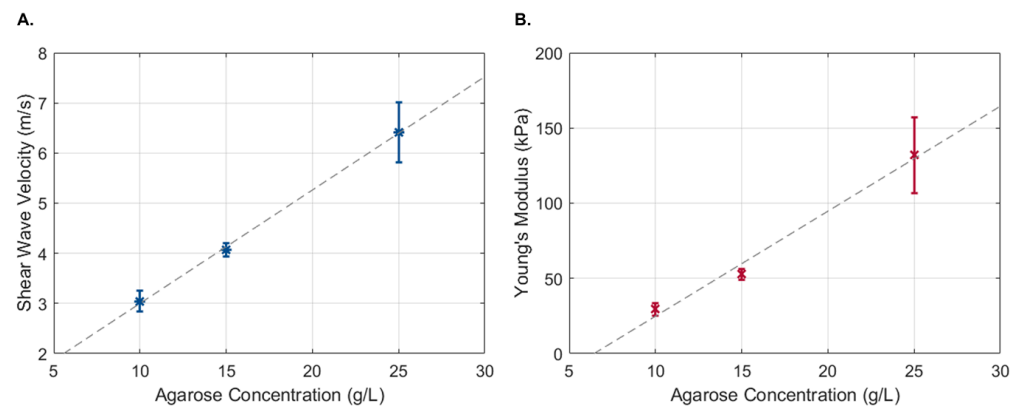 A.
8
7
6
5
4
3
2
Shear Wave Velocity (m/s)
5 10 15 20 25 30
Agarose Concentration (g/L)
B.
200
150
100
50
0
Young's Modulus (kPa)
5 10 15 20 25 30
Agarose Concentration (g/L)